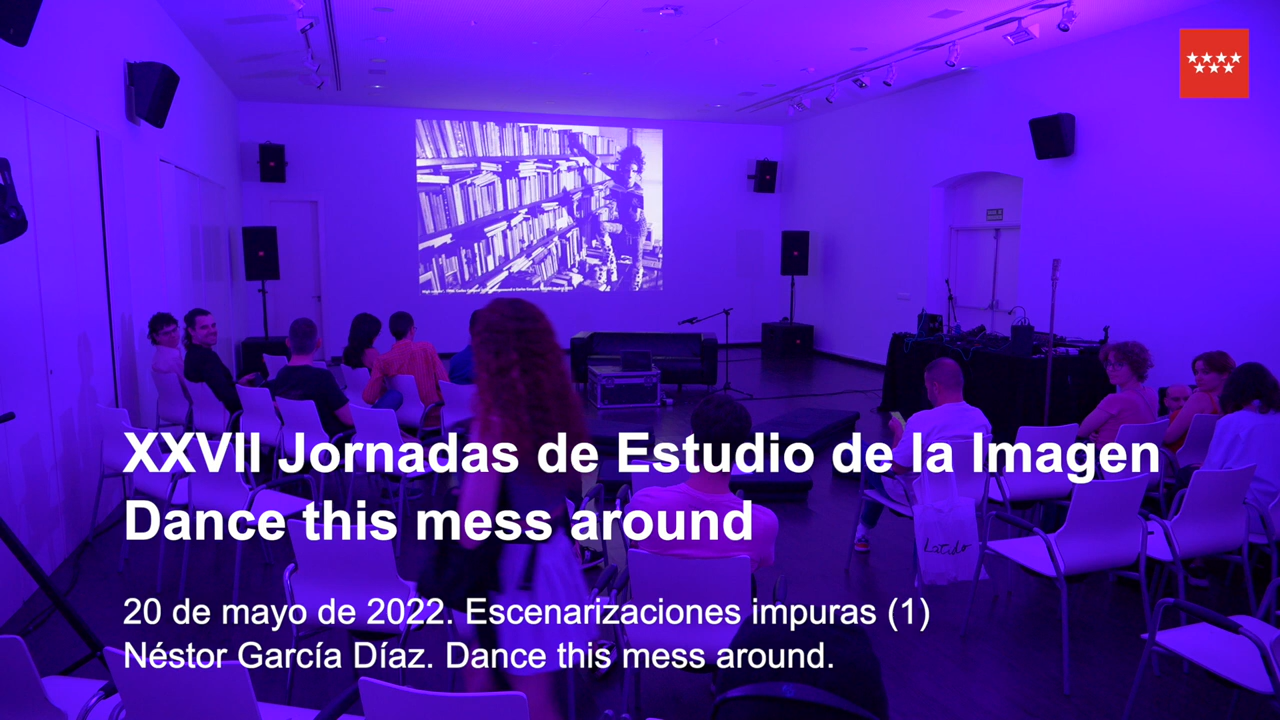 XXVII Jornadas de Estudio de la Imagen
Dance this mess around
20 de mayo de 2022. Escenarizaciones impuras (1)
Néstor García Díaz. Dance this mess around.
Latido